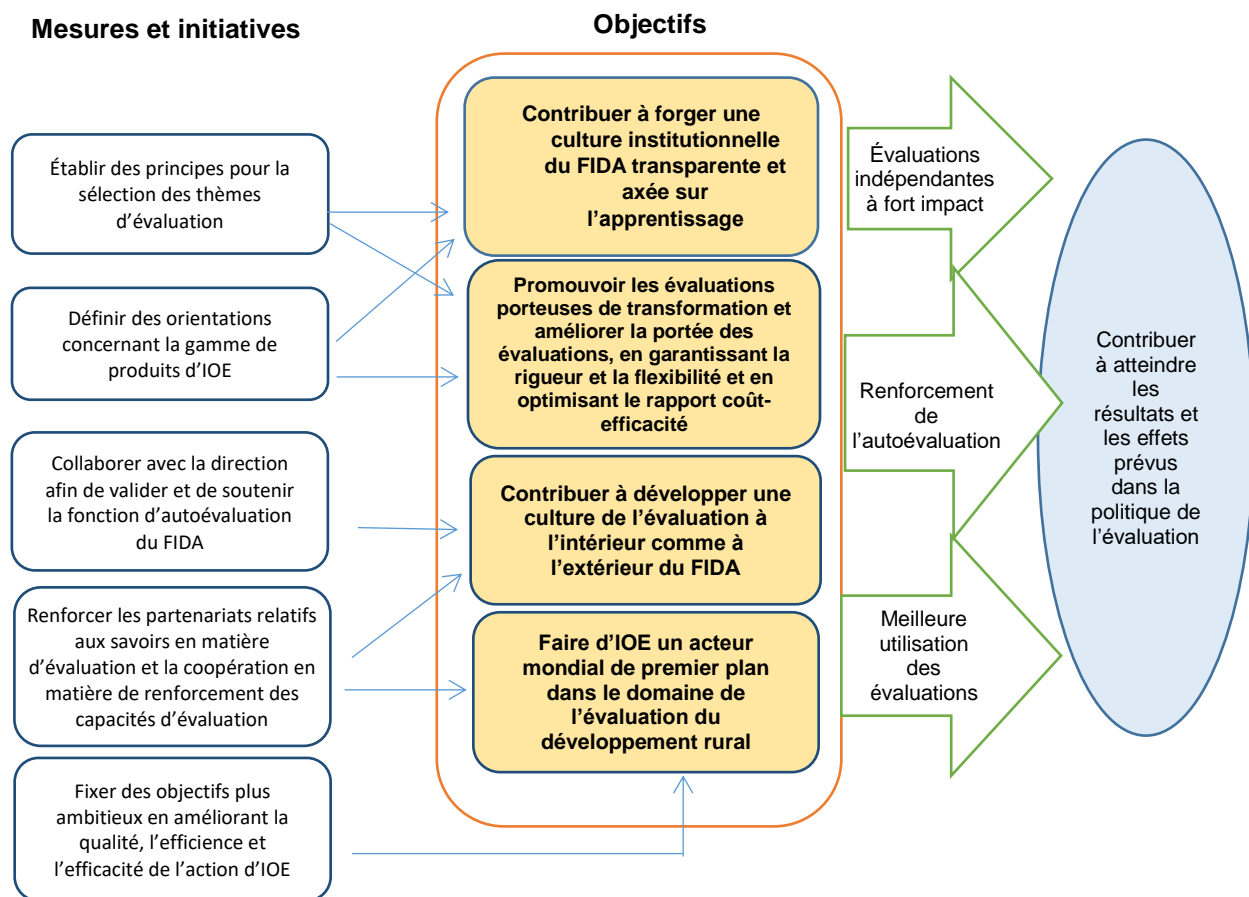 Mesures et initiatives
Objectifs
Établir des principes pour la
sélection des thèmes
d’évaluation
Définir des orientations
concernant la gamme de
produits d’IOE
Collaborer avec la direction
afin de valider et de soutenir
la fonction d’autoévaluation
du FIDA
Renforcer les partenariats relatifs
aux savoirs en matière
d’évaluation et la coopération en
matière de renforcement des
capacités d’évaluation
Fixer des objectifs plus
ambitieux en améliorant la
qualité, l’efficience et
l’efficacité de l’action d’IOE
Contribuer à forger une
culture institutionnelle
du FIDA transparente et
axée sur
l’apprentissage
Promouvoir les évaluations
porteuses de transformation et
améliorer la portée des
évaluations, en garantissant la
rigueur et la flexibilité et en
optimisant le rapport coût-
efficacité
Contribuer à développer une
culture de l’évaluation à
l’intérieur comme à
l’extérieur du FIDA
Faire d’IOE un acteur
mondial de premier plan
dans le domaine de
l’évaluation du
développement rural
Évaluations
indépendantes
à fort impact
Renforcement
de
l’autoévaluation
Meilleure
utilisation
des
évaluations
Contribuer
à atteindre
les
résultats et
les effets
prévus
dans la
politique de
l’évaluation